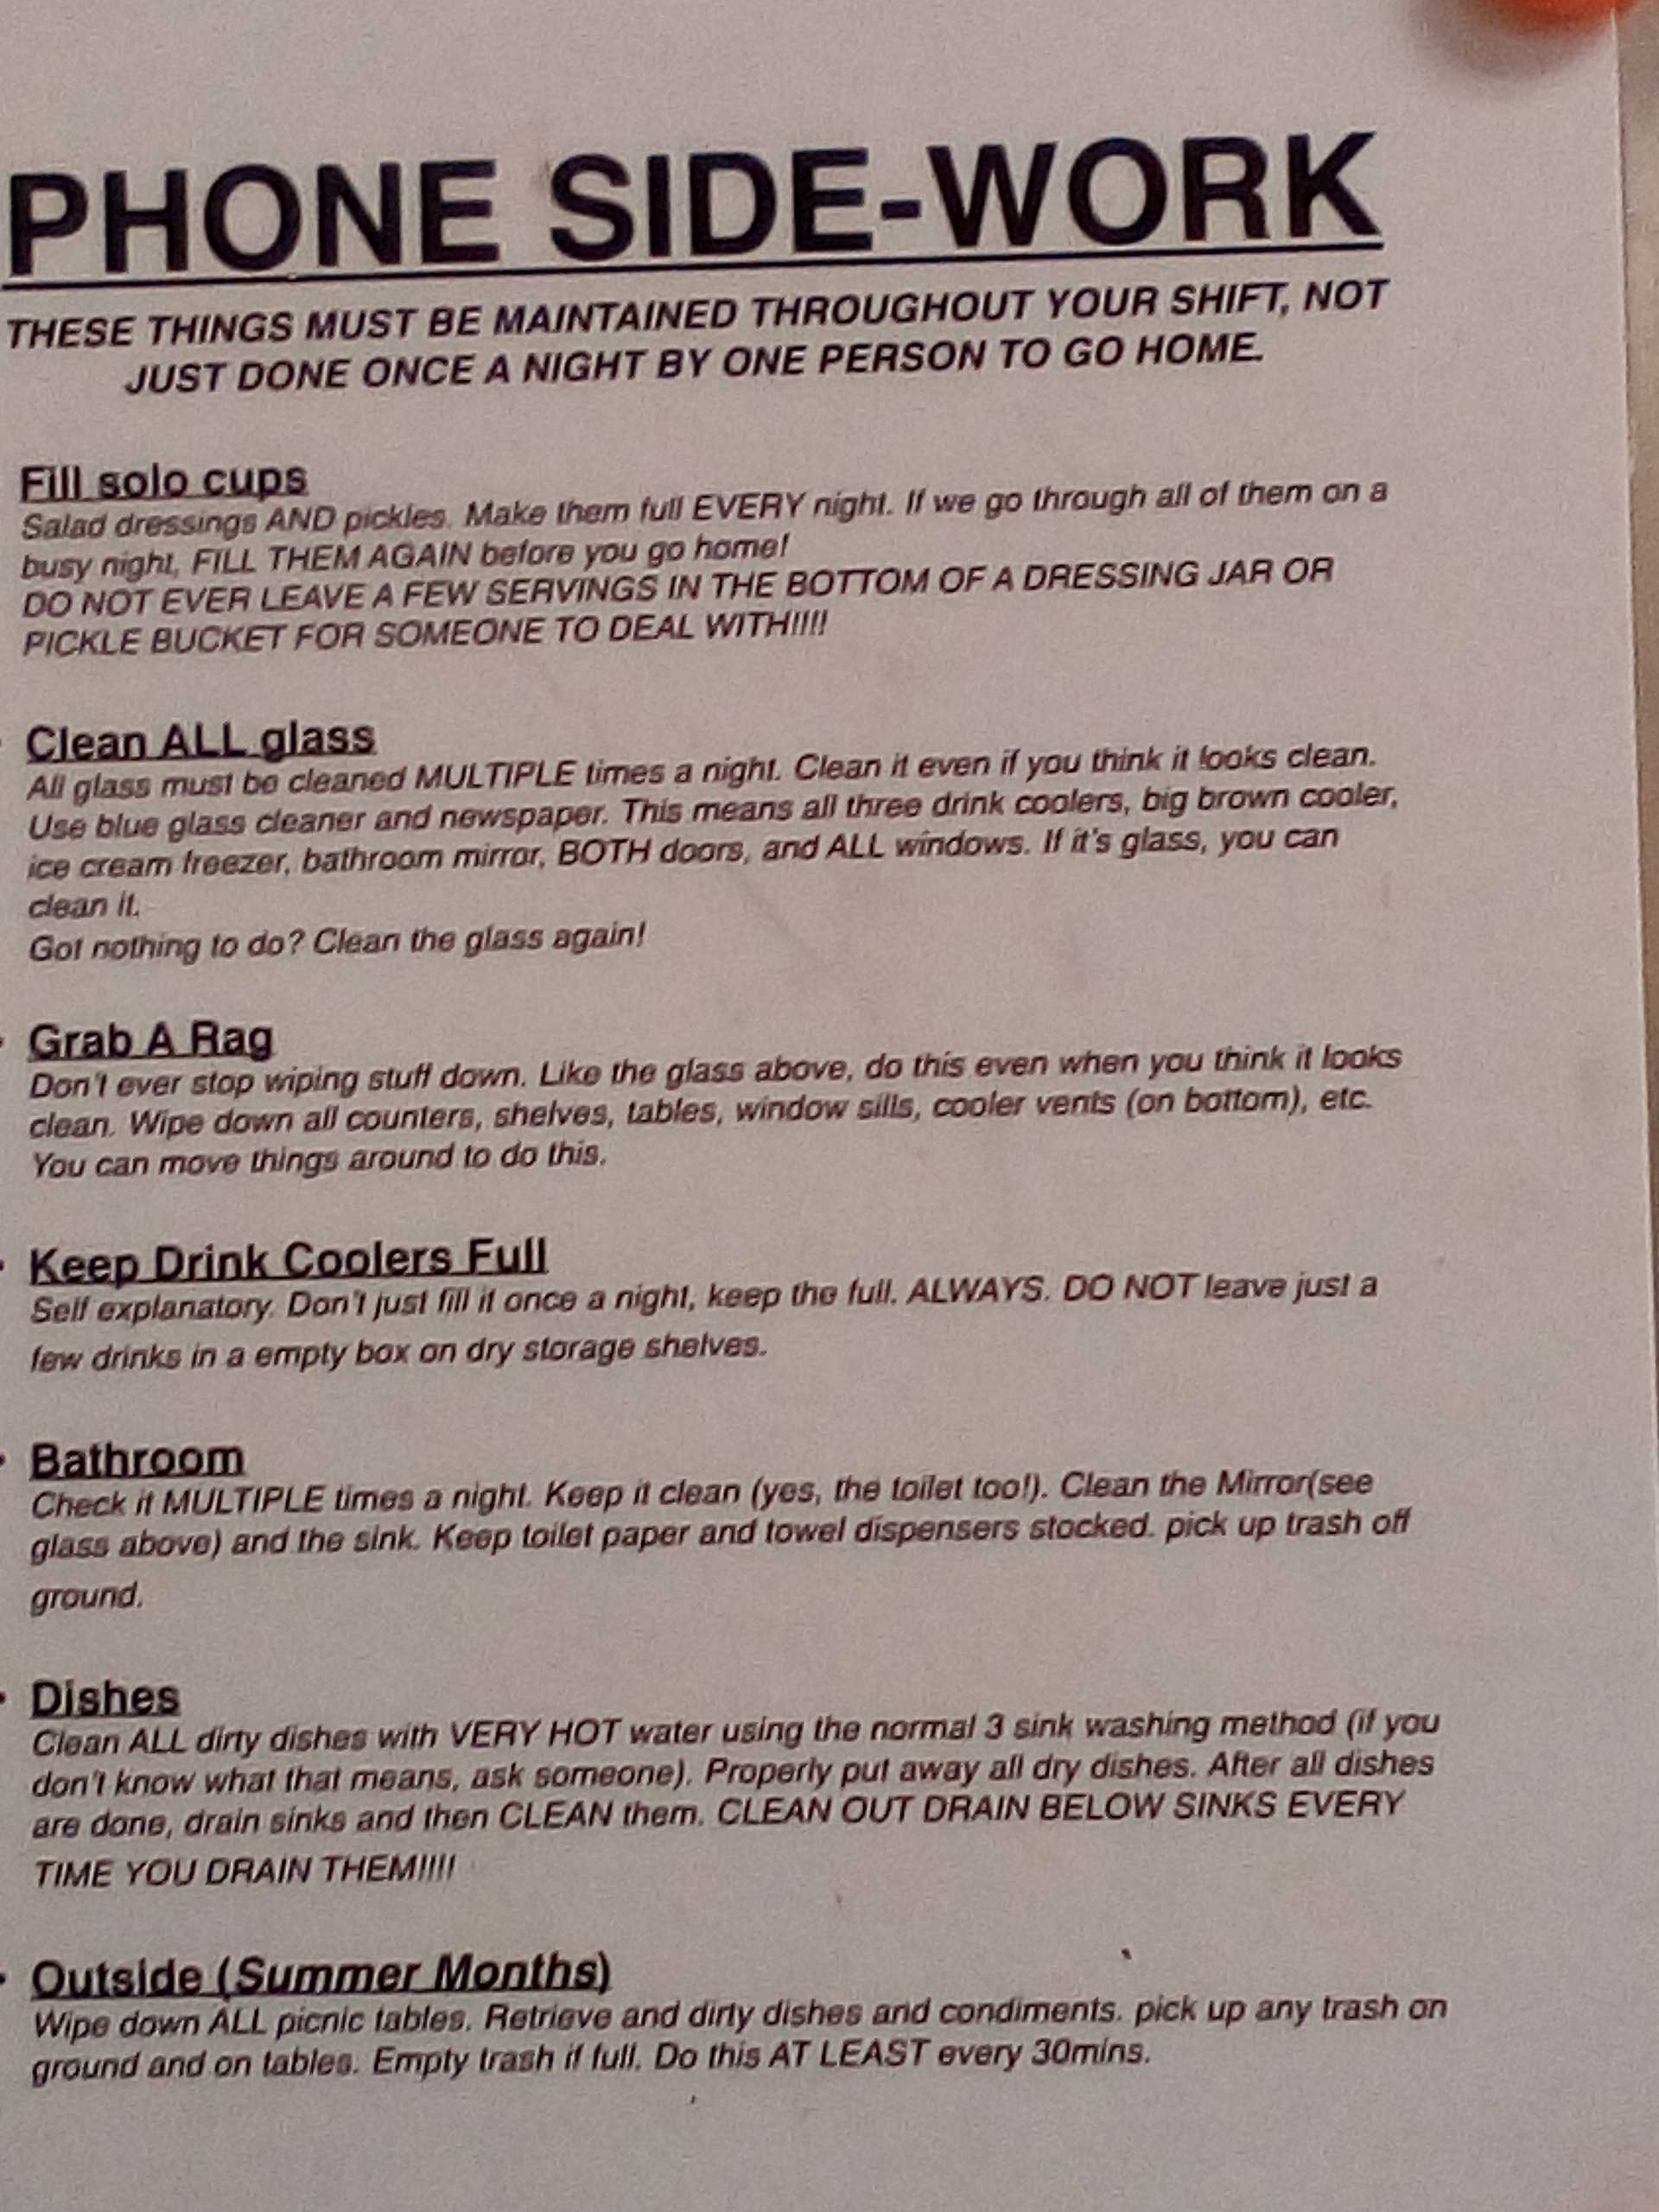 PHONE SIDE-WORK
THESE THINGS MUST BE MAINTAINED THROUGHOUT YOUR SHIFT, NOT
JUST DONE ONCE A NIGHT BY ONE PERSON TO GO HOME.
Fill solo cups
Salad dressings AND pickles. Make them full EVERY night. If we go through all of them on a
busy night, FILL THEM AGAIN before you go home!
DO NOT EVER LEAVE A FEW SERVINGS IN THE BOTTOM OF A DRESSING JAR OR
PICKLE BUCKET FOR SOMEONE TO DEAL WITH!!!!
Clean ALL glass
All glass must be cleaned MULTIPLE times a night. Clean it even if you think it looks clean.
Use blue glass cleaner and newspaper. This means all three drink coolers, big brown cooler,
ice cream freezer, bathroom mirror, BOTH doors, and ALL windows. If it's glass, you can
clean it.
Got nothing to do? Clean the glass again!
Grab A Rag
Don't ever stop wiping stuff down. Like the glass above, do this even when you think it looks
clean. Wipe down all counters, shelves, tables, window sills, cooler vents (on bottom), etc.
You can move things around to do this.
Keep Drink Coolers Full
Self explanatory. Don't just fill it once a night, keep the full. ALWAYS. DO NOT leave just a
few drinks in a empty box on dry storage shelves.
Bathroom
Check it MULTIPLE times a night. Keep it clean (yes, the toilet too!). Clean the Mirror(see
glass above) and the sink. Keep toilet paper and towel dispensers stocked. pick up trash off
ground.
Dishes
Clean ALL dirty dishes with VERY HOT water using the normal 3 sink washing method (if you
don't know what that means, ask someone). Properly put away all dry dishes. After all dishes
are done, drain sinks and then CLEAN them. CLEAN OUT DRAIN BELOW SINKS EVERY
TIME YOU DRAIN THEM!!!!
Outside (Summer Months)
Wipe down ALL picnic tables. Retrieve and dirty dishes and condiments. pick up any trash on
ground and on tables. Empty trash if full. Do this AT LEAST every 30mins.